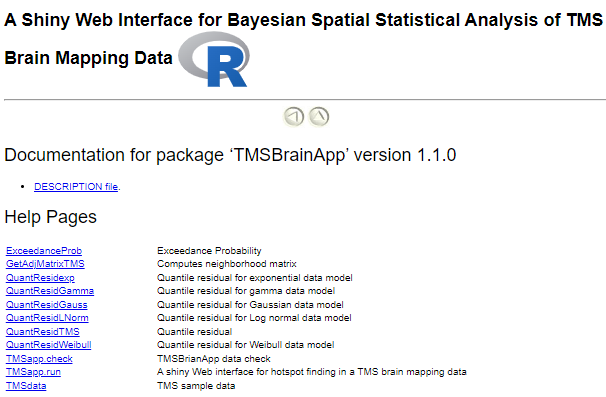 A Shiny Web Interface for Bayesian Spatial Statistical Analysis of TMS
Brain Mapping Data R
Documentation for package ‘TMSBrainApp’ version 1.1.0
• DESCRIPTION file.
Help Pages
ExceedanceProb Exceedance Probability
GetAdjMatrixTMS Computes neighborhood matrix
QuantResidexp Quantile residual for exponential data model
QuantResidGamma Quantile residual for gamma data model
QuantResidGauss Quantile residual for Gaussian data model
QuantResidLNorm Quantile residual for Log normal data model
QuantResidTMS Quantile residual
QuantResidWeibull Quantile residual for Weibull data model
TMSapp.check TMSBrianApp data check
TMSapp.run A shiny Web interface for hotspot finding in a TMS brain mapping data
TMSdata TMS sample data